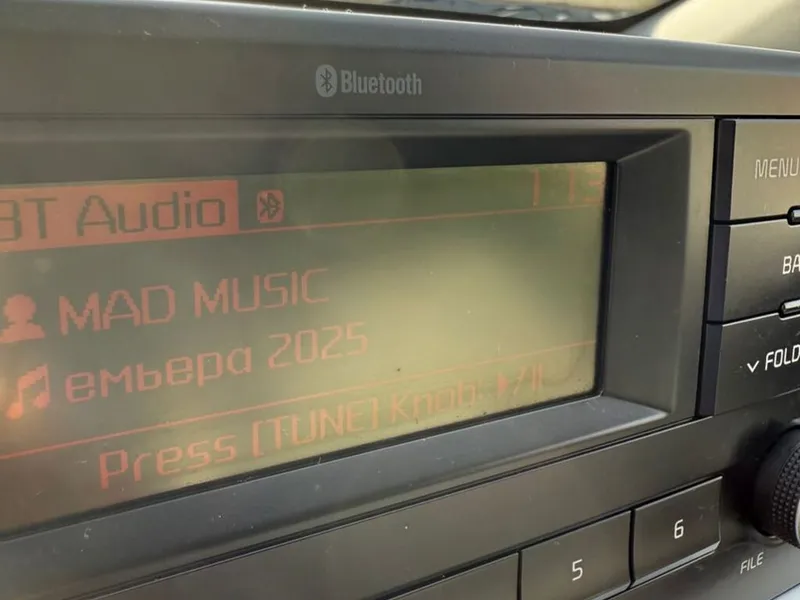 Bluetooth
BT Audio
MAD MUSIC
емьера 2025
Press [TUNE] Knob: ►/||
MENU
FOLD
5
6
FILE